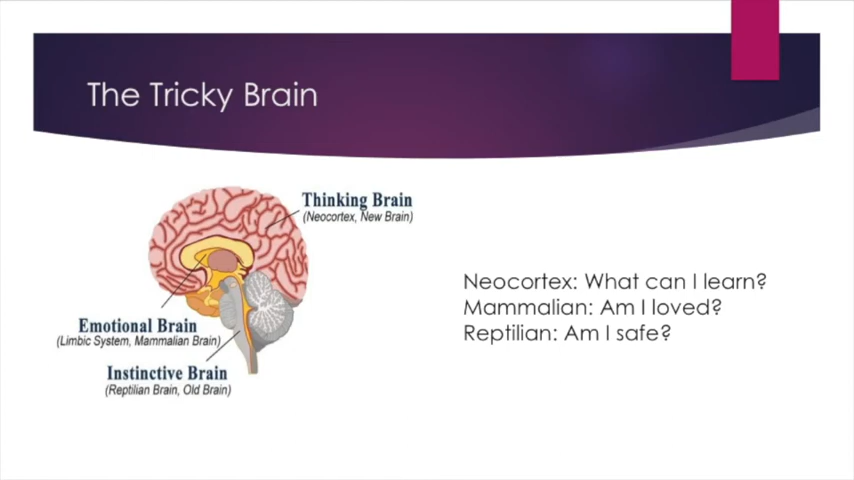 The Tricky Brain
Thinking Brain
(Neocortex, New Brain)
Emotional Brain
(Limbic System, Mammalian Brain)
Instinctive Brain
(Reptilian Brain, Old Brain)
Neocortex: What can I learn?
Mammalian: Am I loved?
Reptilian: Am I safe?